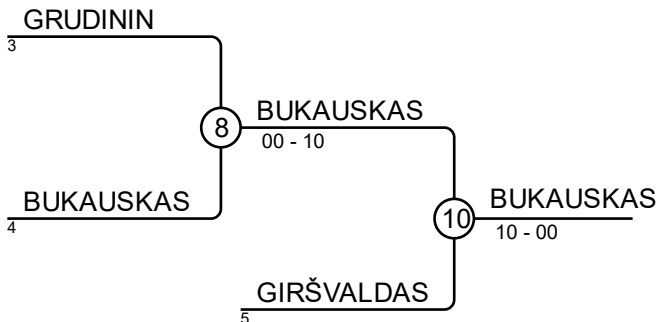 GRUDININ
3
8
BUKAUSKAS
00 - 10
BUKAUSKAS
4
10
BUKAUSKAS
10 - 00
GIRŠVALDAS
5